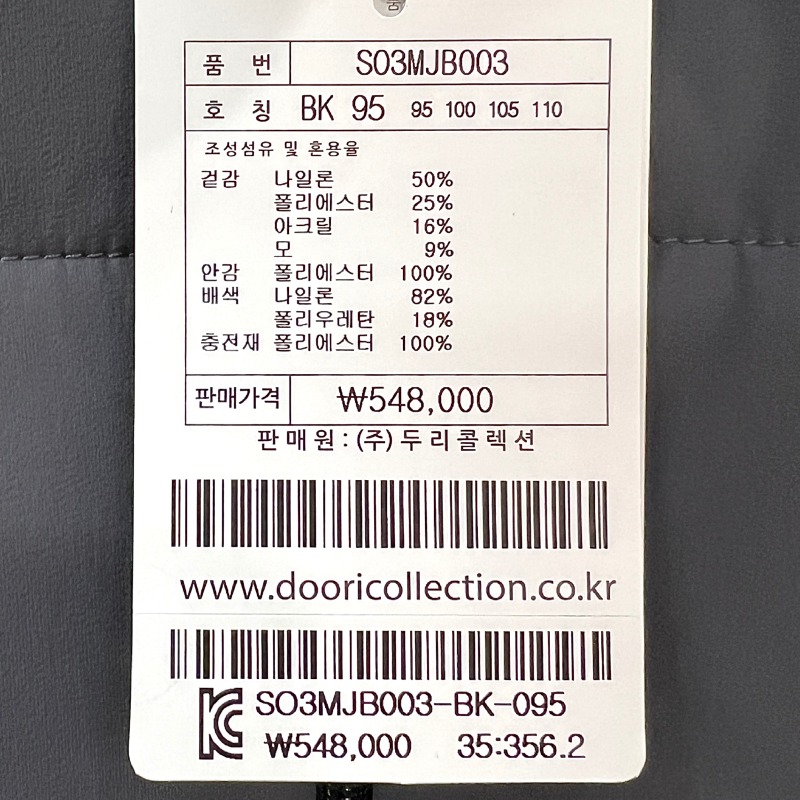 품
품 번 SO3MJB003
호 칭 BK 95 95 100 105 110
조성섬유 및 혼용율
겉감 나일론 50%
폴리에스터 25%
아크릴 16%
모 9%
안감 폴리에스터 100%
배색 나일론 82%
폴리우레탄 18%
충전재 폴리에스터 100%
판매가격 ₩548,000
판매원:(주)두리콜렉션
www.dooricollection.co.kr
SO3MJB003-BK-095
₩548,000 35:356.2